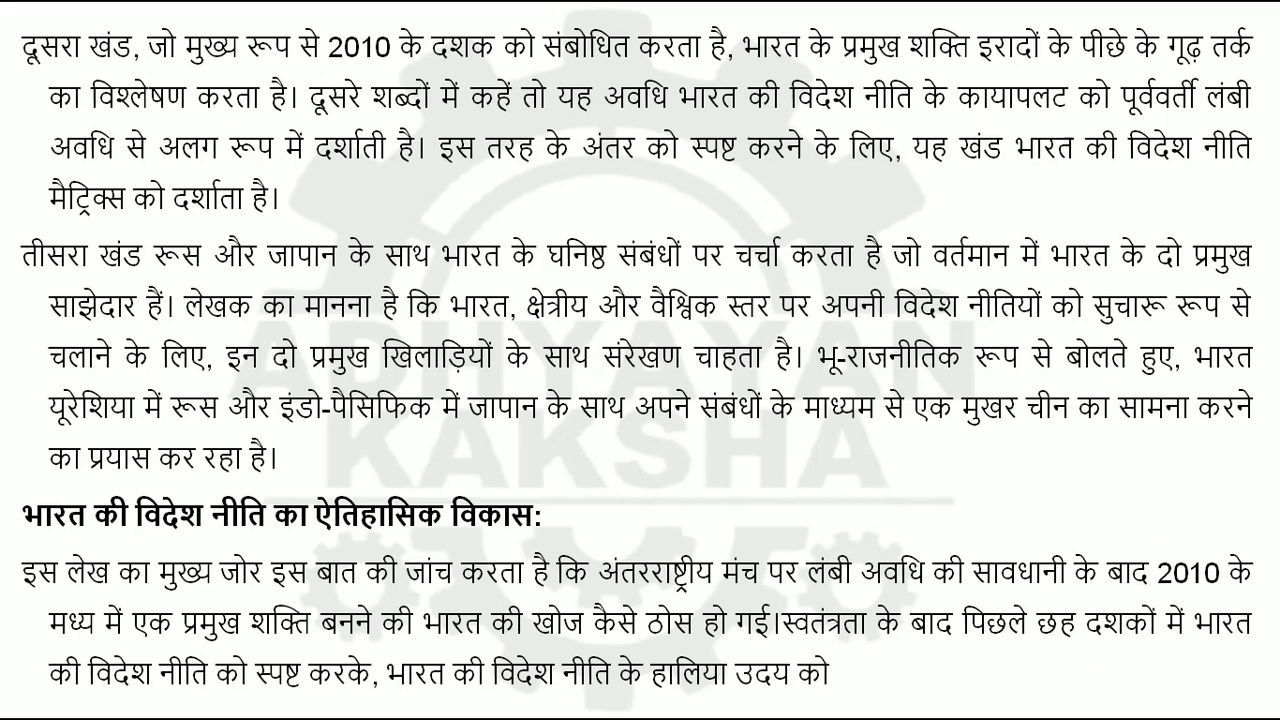 दूसरा खंड, जो मुख्य रूप से 2010 के दशक को संबोधित करता है, भारत के प्रमुख शक्ति इरादों के पीछे के गूढ़ तर्क
का विश्लेषण करता है। दूसरे शब्दों में कहें तो यह अवधि भारत की विदेश नीति के कायापलट को पूर्ववर्ती लंबी
अवधि से अलग रूप में दर्शाती है। इस तरह के अंतर को स्पष्ट करने के लिए, यह खंड भारत की विदेश नीति
मैट्रिक्स को दर्शाता है।
तीसरा खंड रूस और जापान के साथ भारत के घनिष्ठ संबंधों पर चर्चा करता है जो वर्तमान में भारत के दो प्रमुख
साझेदार हैं। लेखक का मानना है कि भारत, क्षेत्रीय और वैश्विक स्तर पर अपनी विदेश नीतियों को सुचारू रूप से
चलाने के लिए, इन दो प्रमुख खिलाड़ियों के साथ संरेखण चाहता है। भू-राजनीतिक रूप से बोलते हुए, भारत
यूरेशिया में रूस और इंडो-पैसिफिक में जापान के साथ अपने संबंधों के माध्यम से एक मुखर चीन का सामना करने
का प्रयास कर रहा है।
ADHYAYAN
KAKSHA
भारत की विदेश नीति का ऐतिहासिक विकास:
इस लेख का मुख्य जोर इस बात की जांच करता है कि अंतरराष्ट्रीय मंच पर लंबी अवधि की सावधानी के बाद 2010 के
मध्य में एक प्रमुख शक्ति बनने की भारत की खोज कैसे ठोस हो गई।स्वतंत्रता के बाद पिछले छह दशकों में भारत
की विदेश नीति को स्पष्ट करके, भारत की विदेश नीति के हालिया उदय को